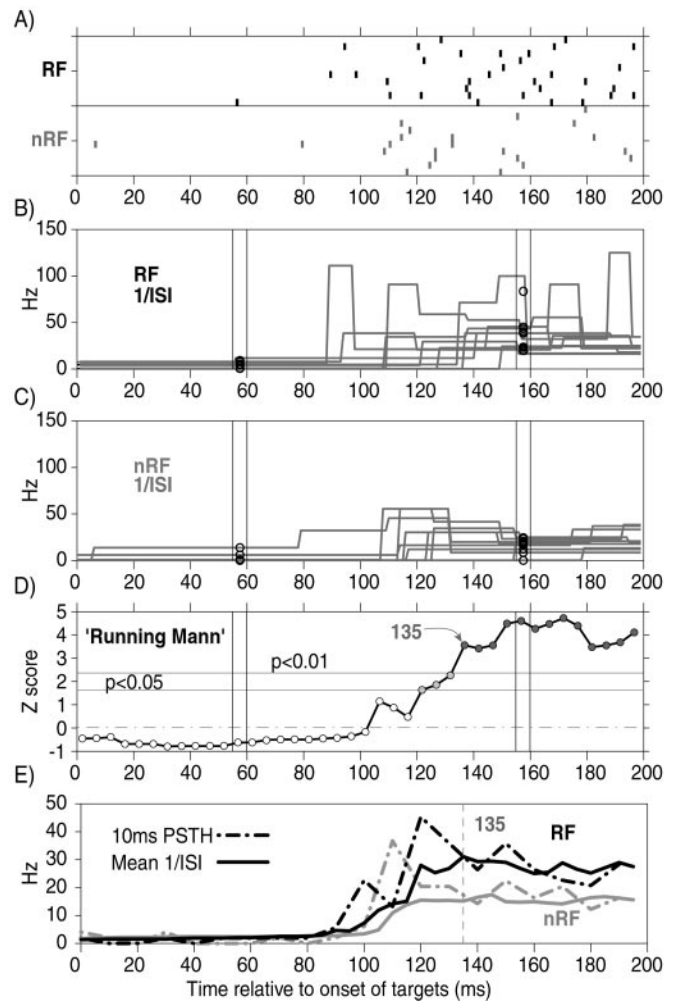 A)
RF
nRF
0 20 40 60 80 100 120 140 160 180 200
B)
150
100
50
0
Hz
RF
1/ISI
0 20 40 60 80 100 120 140 160 180 200
C)
150
100
50
0
Hz
nRF
1/ISI
0 20 40 60 80 100 120 140 160 180 200
D)
5
4
3
2
1
0
-1
Z score
'Running Mann'
135
p<0.01
p<0.05
0 20 40 60 80 100 120 140 160 180 200
E)
50
40
30
20
10
0
Hz
10ms PSTH
Mean 1/ISI
135
RF
nRF
0 20 40 60 80 100 120 140 160 180 200
Time relative to onset of targets (ms)